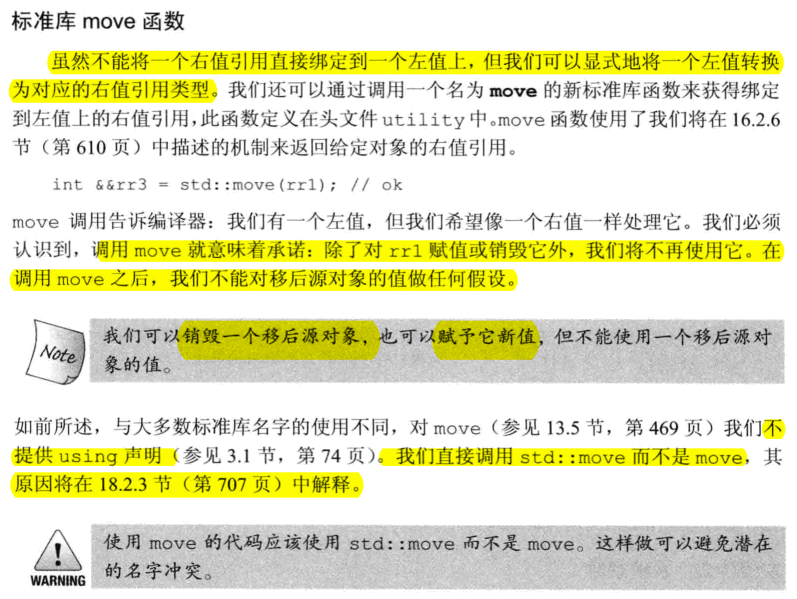 标准库 move 函数
虽然不能将一个右值引用直接绑定到一个左值上，但我们可以显式地将一个左值转换
为对应的右值引用类型。我们还可以通过调用一个名为 move 的新标准库函数来获得绑定
到左值上的右值引用，此函数定义在头文件 utility 中。move 函数使用了我们将在 16.2.6
节（第 610 页）中描述的机制来返回给定对象的右值引用。
int &&rr3 = std::move(rr1); // ok
move 调用告诉编译器：我们有一个左值，但我们希望像一个右值一样处理它。我们必须
认识到，调用 move 就意味着承诺：除了对 rr1 赋值或销毁它外，我们将不再使用它。在
调用 move 之后，我们不能对移后源对象的值做任何假设。
Note
我们可以销毁一个移后源对象，也可以赋予它新值，但不能使用一个移后源对
象的值。
如前所述，与大多数标准库名字的使用不同，对 move（参见 13.5 节，第 469 页）我们不
提供 using 声明（参见 3.1 节，第 74 页）。我们直接调用 std::move 而不是 move，其
原因将在 18.2.3 节（第 707 页）中解释。
WARNING
使用 move 的代码应该使用 std::move 而不是 move。这样做可以避免潜在
的名字冲突。